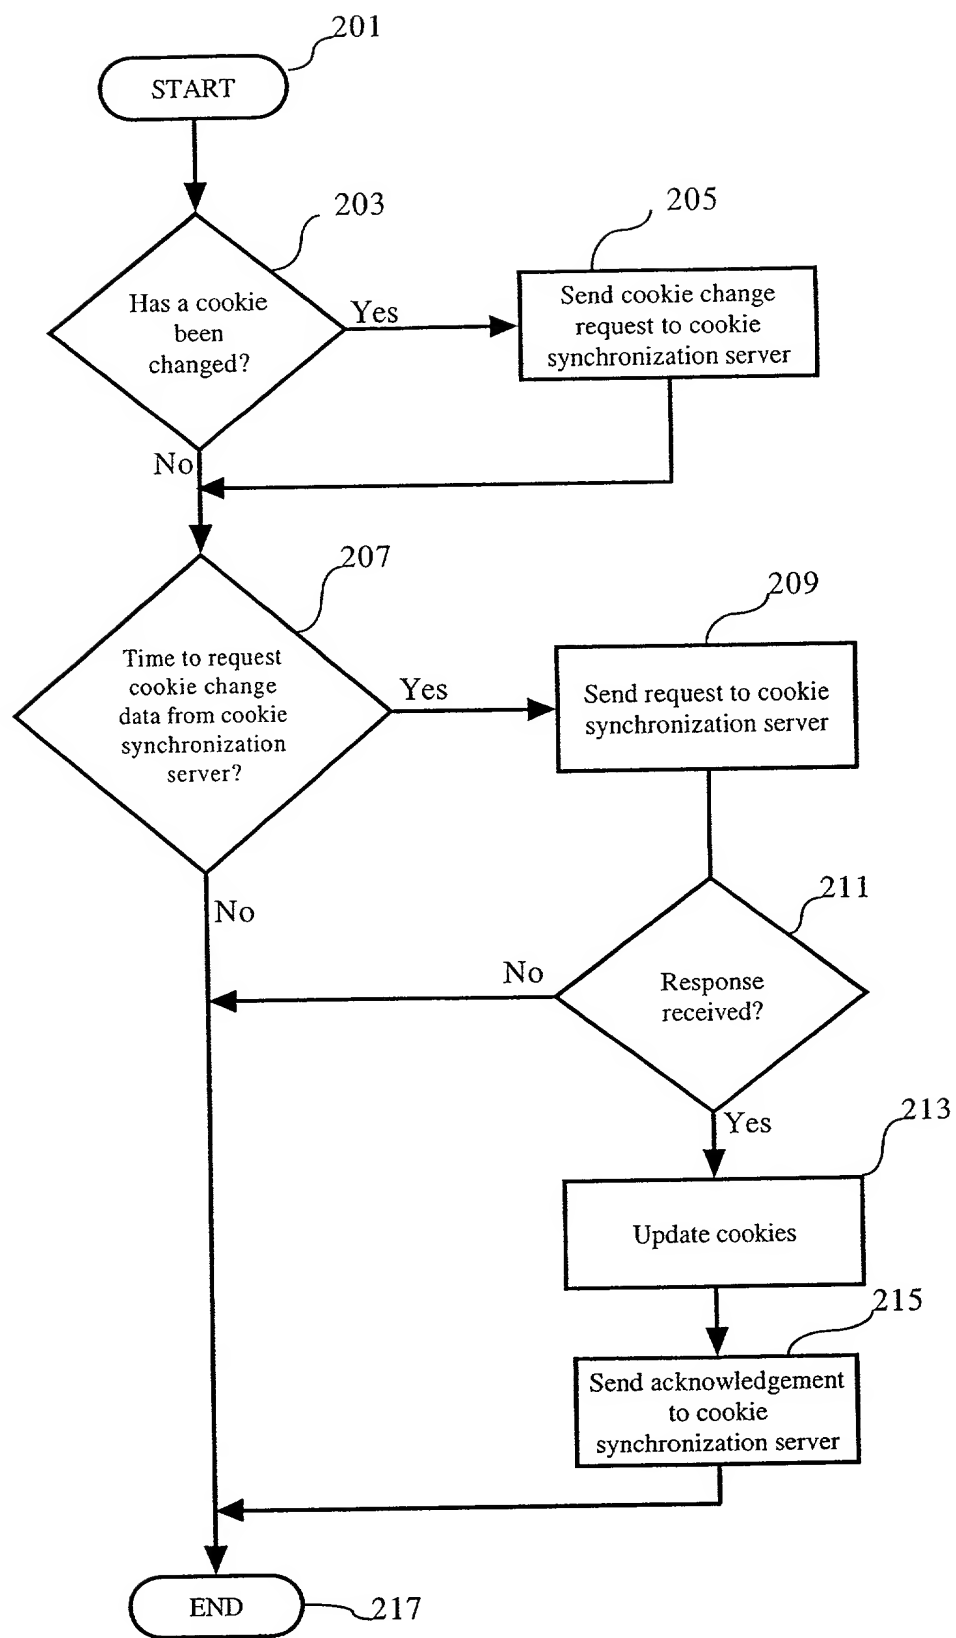 201
START
203
205
Has a cookie
been
changed?
Yes
Send cookie change
request to cookie
synchronization server
No
207
209
Time to request
cookie change
data from cookie
synchronization
server?
Yes
Send request to cookie
synchronization server
No
211
No
Response
received?
Yes
213
Update cookies
215
Send acknowledgement
to cookie
synchronization server
END
217